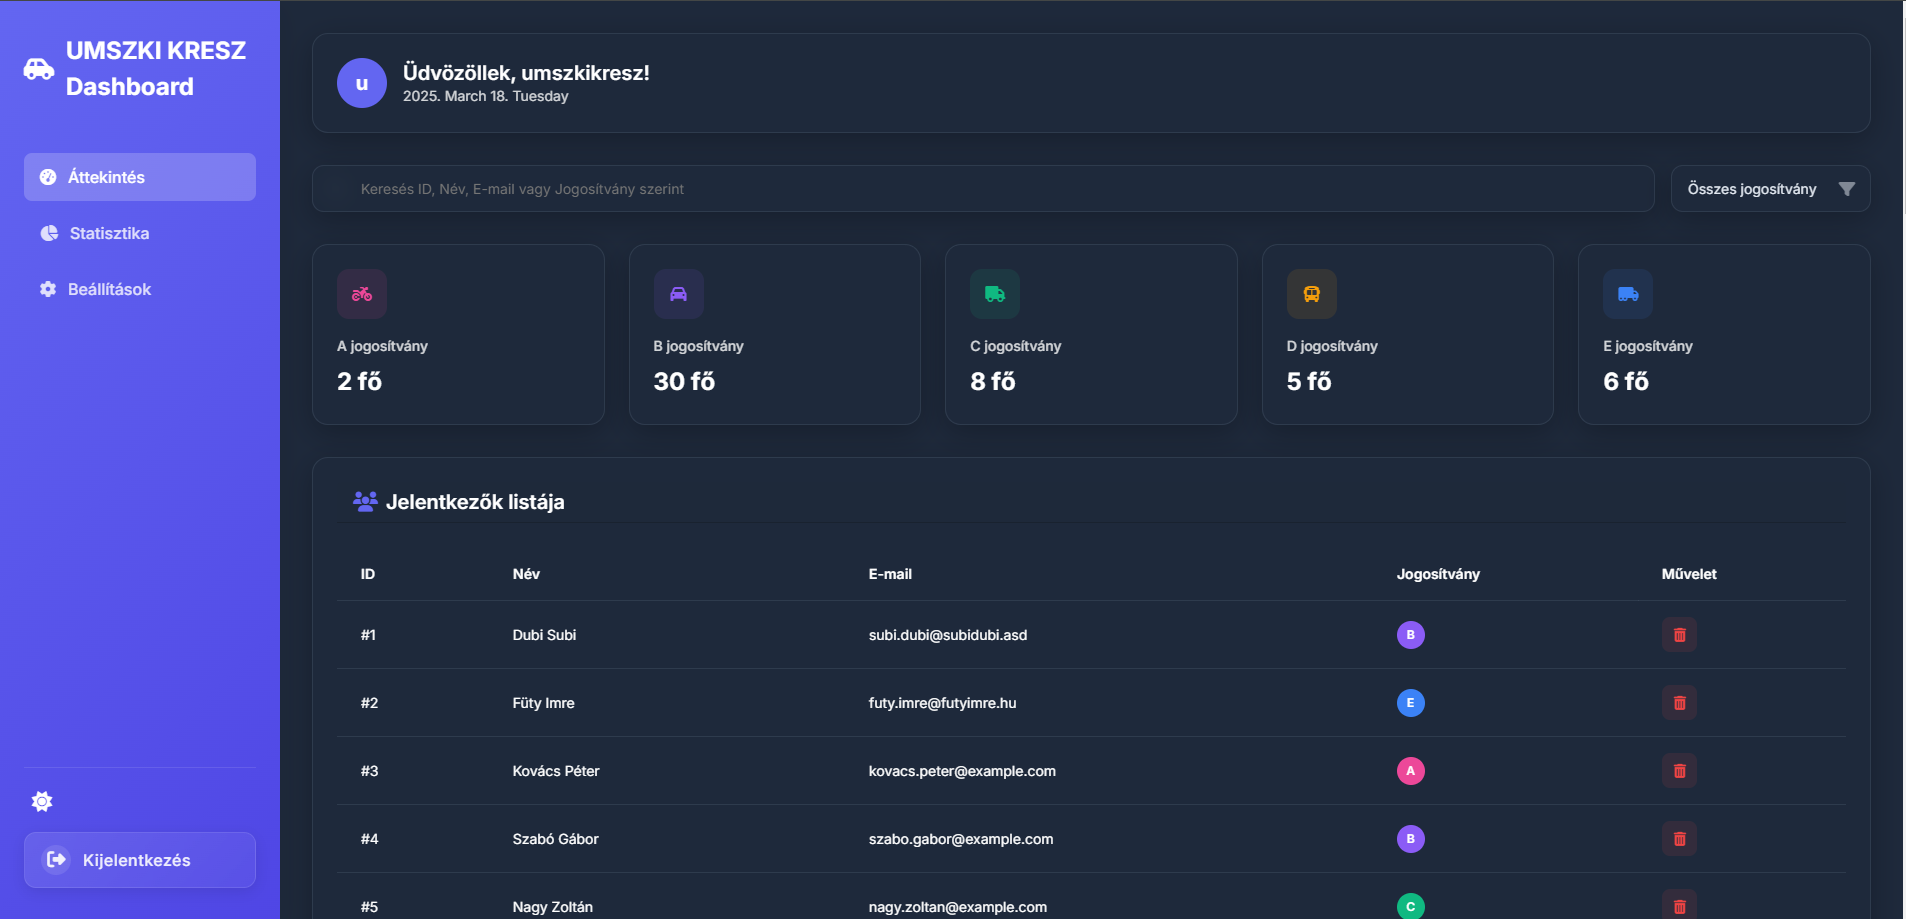 UMSZKI KRESZ
Dashboard
Áttekintés
Statisztika
Beállítások
Kijelentkezés
u
Üdvözöllek, umszkikresz!
2025. March 18. Tuesday
Keresés ID, Név, E-mail vagy Jogosítvány szerint
Összes jogosítvány
A jogosítvány
2 fő
B jogosítvány
30 fő
C jogosítvány
8 fő
D jogosítvány
5 fő
E jogosítvány
6 fő
Jelentkezők listája
ID Név E-mail Jogosítvány Művelet
#1 Dubi Subi subi.dubi@subidubi.asd B
#2 Füty Imre futy.imre@futyimre.hu E
#3 Kovács Péter kovacs.peter@example.com A
#4 Szabó Gábor szabo.gabor@example.com B
#5 Nagy Zoltán nagy.zoltan@example.com C